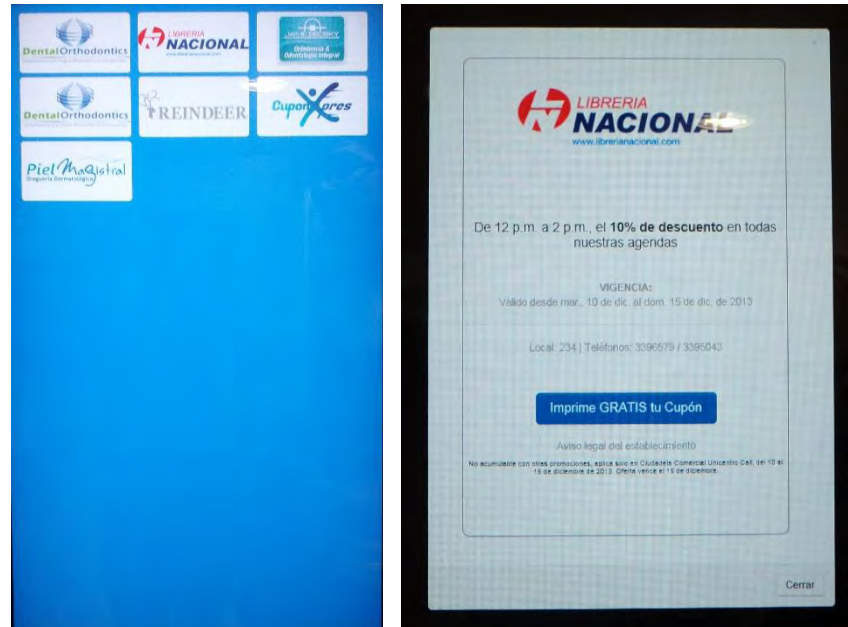 DentalOrthodontics
LIBRERIA
NACIONAL
DentalOrthodontics
REINDEER
CuponXpres
Piel Magistral
Droguería Dermatológica
LIBRERIA
NACIONAL
www.librerianacional.com
De 12 p.m. a 2 p.m., el 10% de descuento en todas
nuestras agendas
VIGENCIA:
Válido desde mar., 10 de dic. al dom. 15 de dic. de 2013
Local: 234 | Teléfonos: 3396579 / 3395043
Imprime GRATIS tu Cupón
Aviso legal del establecimiento
No acumulable con otras promociones, aplica solo en Ciudadela Comercial Unicentro Cali, del 10 al
15 de diciembre de 2013. Oferta vence el 15 de diciembre.
Cerrar